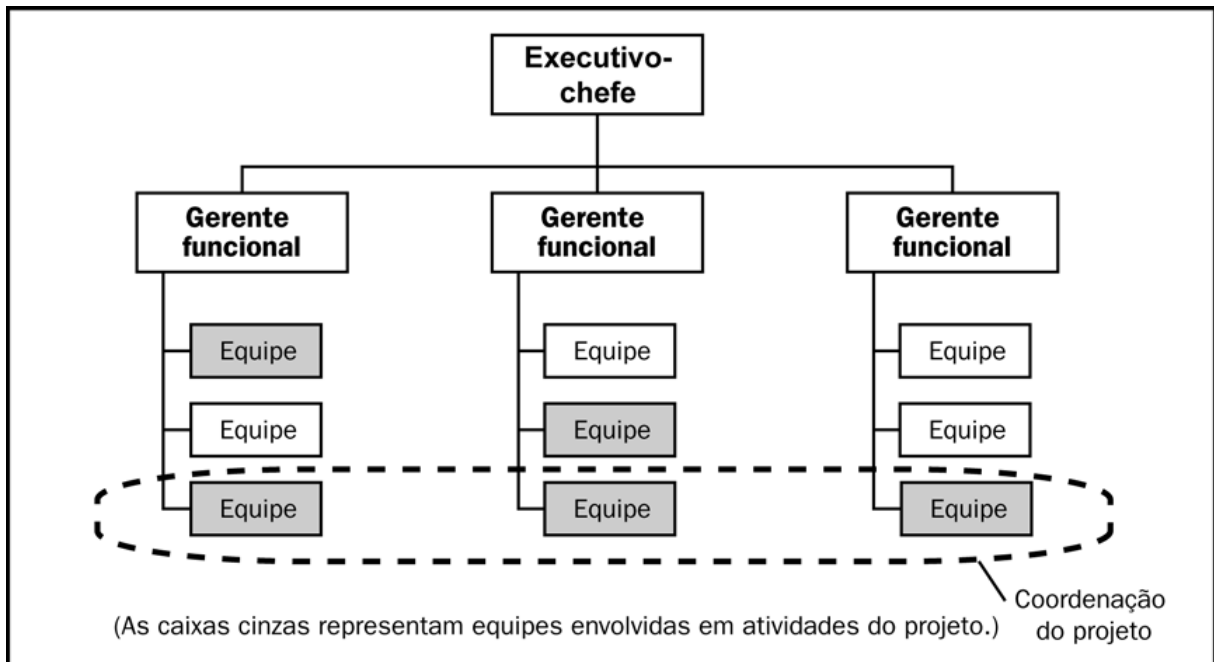 Executivo-
chefe
Gerente
funcional
Gerente
funcional
Gerente
funcional
Equipe
Equipe
Equipe
Equipe
Equipe
Equipe
Equipe
Equipe
Equipe
(As caixas cinzas representam equipes envolvidas em atividades do projeto.)
Coordenação
do projeto